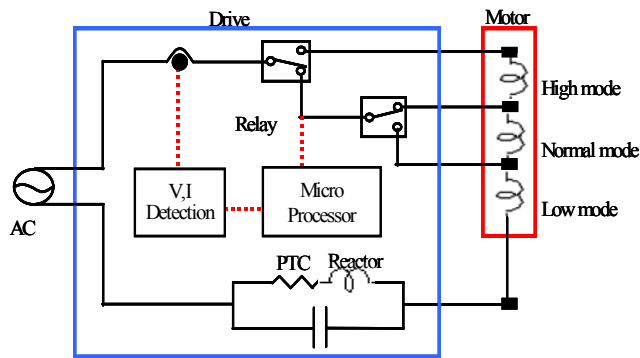 Drive
Motor
High mode
Relay
Normal mode
V,I
Detection
Micro
Processor
Low mode
AC
PTC
Reactor